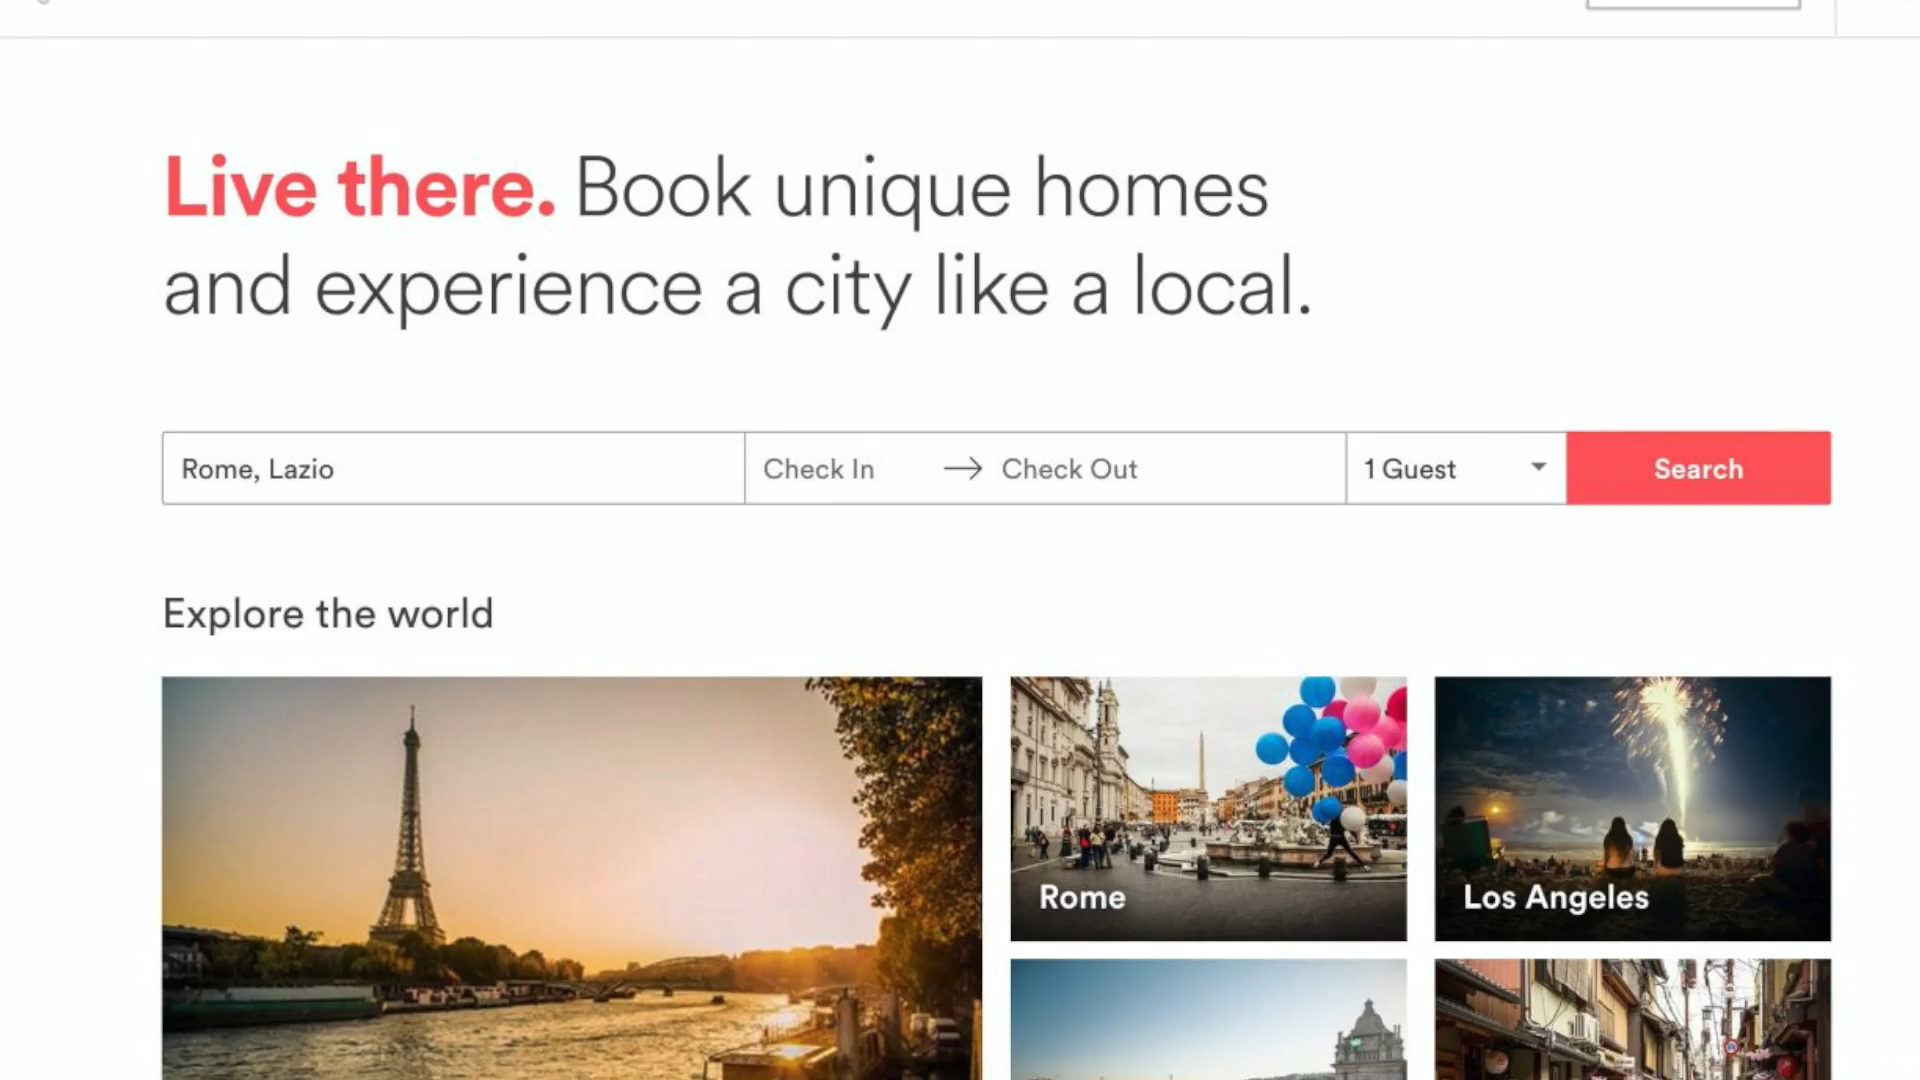 Live there. Book unique homes
and experience a city like a local.
Rome, Lazio
Check In → Check Out
1 Guest
Search
Explore the world
Rome
Los Angeles